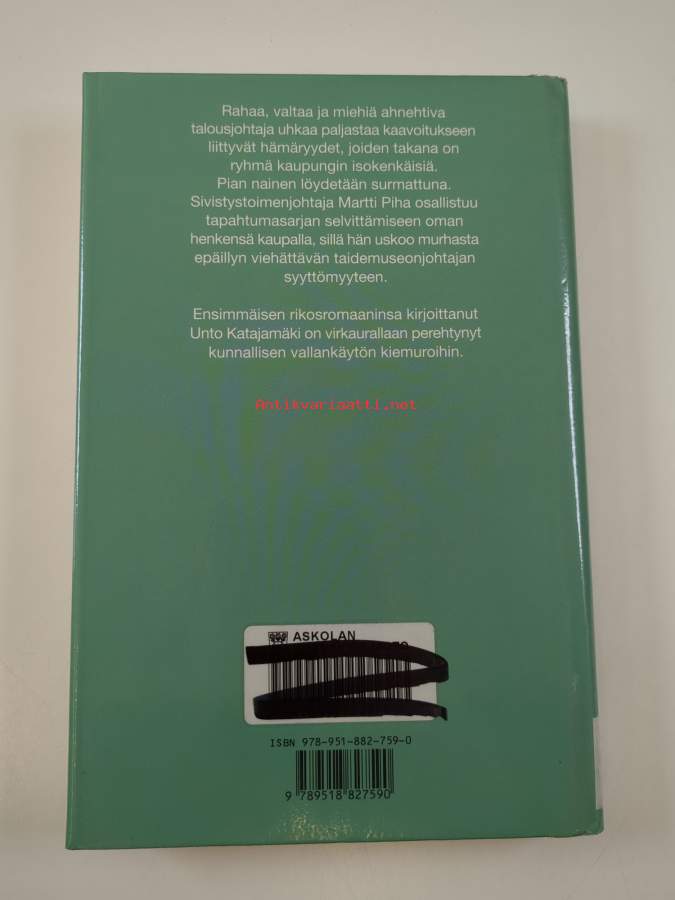 Rahaa, valtaa ja miehiä ahnehtiva
talousjohtaja uhkaa paljastaa kaavoitukseen
liittyvät hämäryydet, joiden takana on
ryhmä kaupungin isokenkäisiä.
Pian nainen löydetään surmattuna.
Sivistystoimenjohtaja Martti Piha osallistuu
tapahtumasarjan selvittämiseen oman
henkensä kaupalla, sillä hän uskoo murhasta
epäillyn viehättävän taidemuseonjohtajan
syyttömyyteen.
Ensimmäisen rikosromaaninsa kirjoittanut
Unto Katajamäki on virkaurallaan perehtynyt
kunnallisen vallankäytön kiemuroihin.
Antikvariaatti.net
ASKOLAN
ISBN 978-951-882-759-0
9 789518 827590